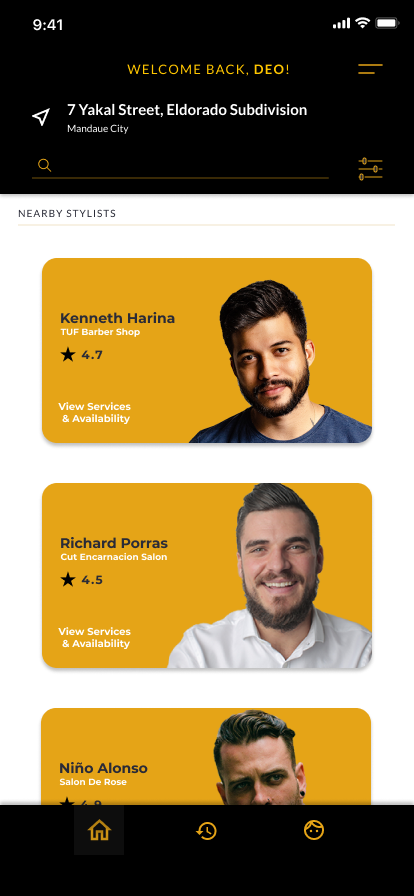 9:41
WELCOME BACK, DEO!
7 Yakal Street, Eldorado Subdivision
Mandaue City
NEARBY STYLISTS
Kenneth Harina
TUF Barber Shop
4.7
View Services
& Availability
Richard Porras
Cut Encarnacion Salon
4.5
View Services
& Availability
Niño Alonso
Salon De Rose
4.9